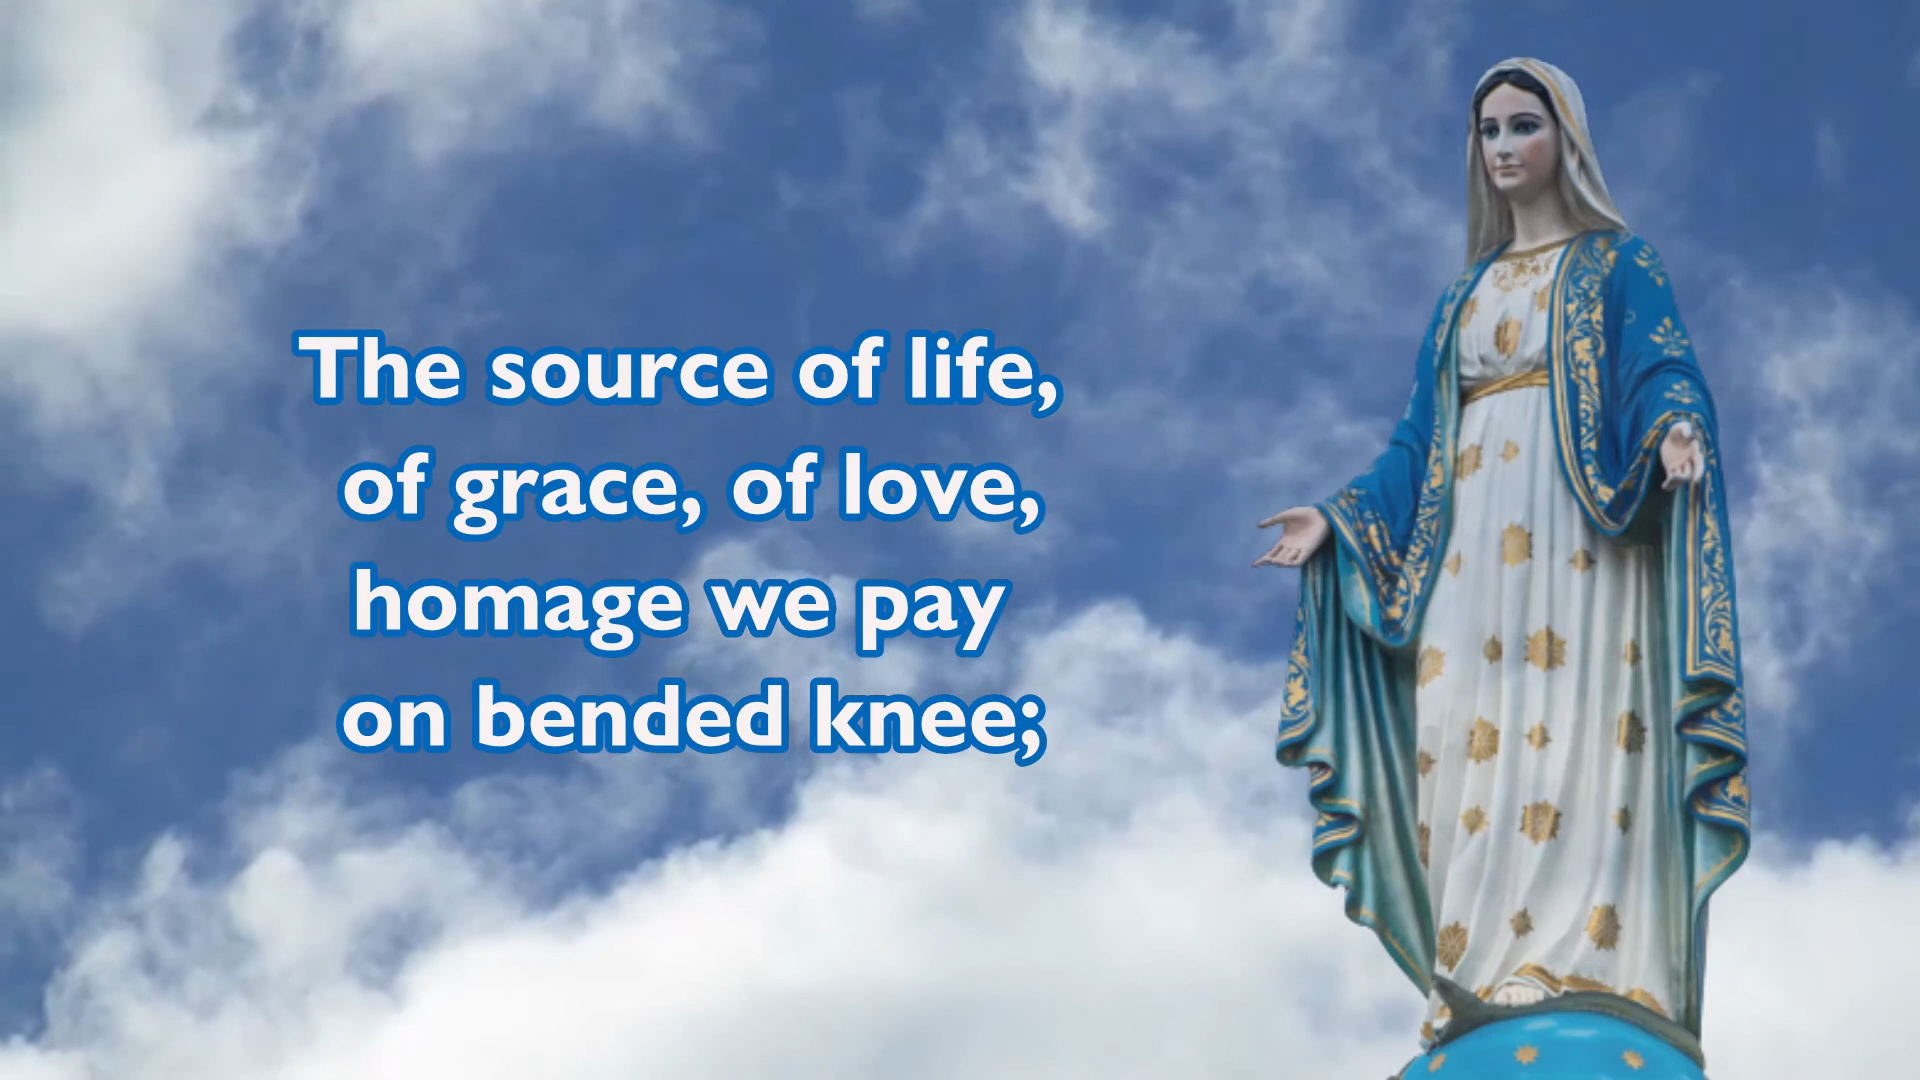 The source of life,
of grace, of love,
homage we pay
on bended knee;